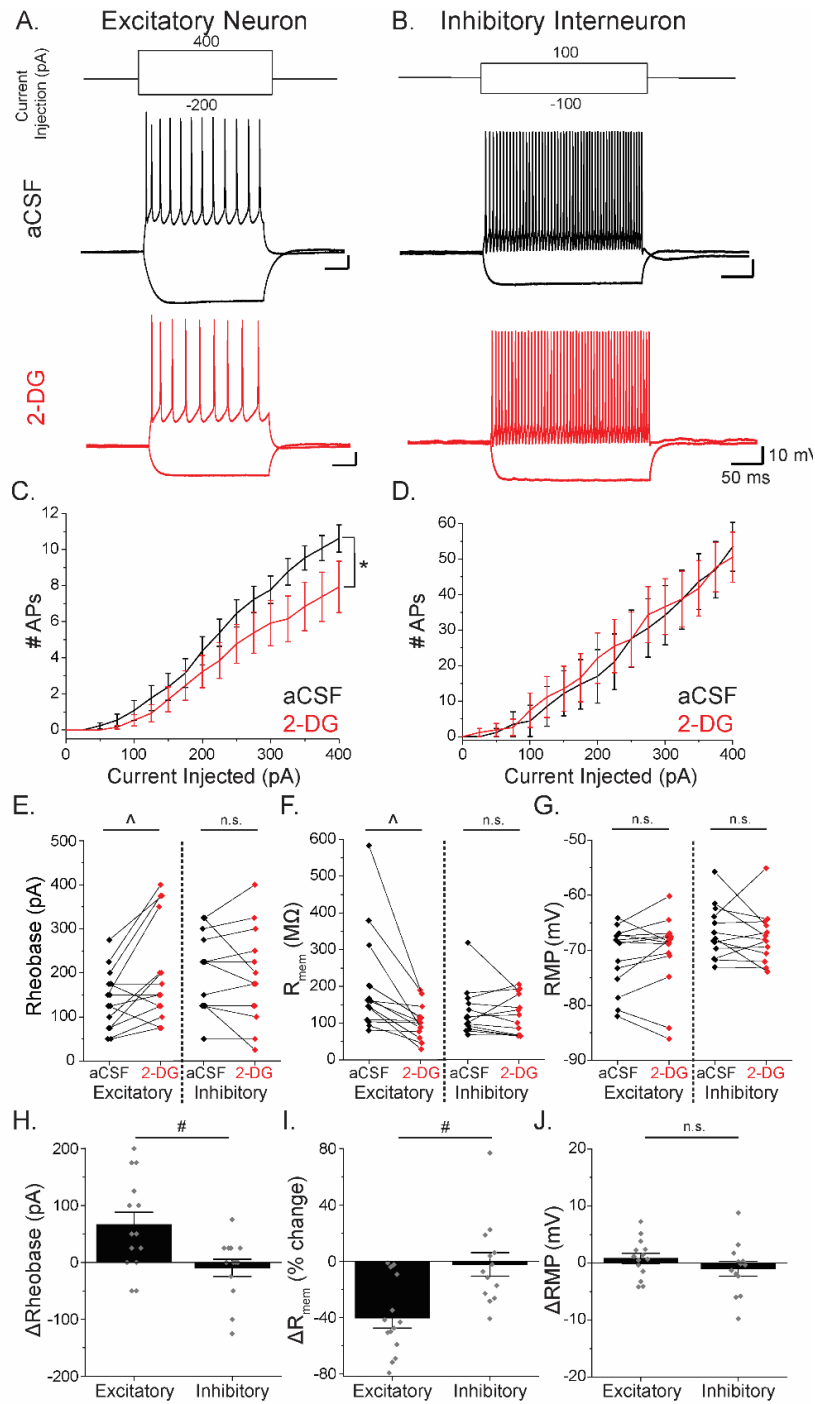 A. Excitatory Neuron
B. Inhibitory Interneuron
Current
Injection (pA)
400
-200
100
-100
aCSF
2-DG
10 mV
50 ms
C.
# APs
12
10
8
6
4
2
0
*
aCSF
2-DG
0 100 200 300 400
Current Injected (pA)
D.
# APs
60
50
40
30
20
10
0
aCSF
2-DG
0 100 200 300 400
Current Injected (pA)
E.
Rheobase (pA)
500
400
300
200
100
0
^ n.s.
aCSF 2-DG aCSF 2-DG
Excitatory Inhibitory
F.
Rmem (MΩ)
600
500
400
300
200
100
0
^ n.s.
aCSF 2-DG aCSF 2-DG
Excitatory Inhibitory
G.
RMP (mV)
-50
-60
-70
-80
-90
n.s. n.s.
aCSF 2-DG aCSF 2-DG
Excitatory Inhibitory
H.
ΔRheobase (pA)
200
100
0
-100
-200
#
Excitatory Inhibitory
I.
ΔRmem (% change)
80
40
0
-40
-80
#
Excitatory Inhibitory
J.
ΔRMP (mV)
20
10
0
-10
-20
n.s.
Excitatory Inhibitory